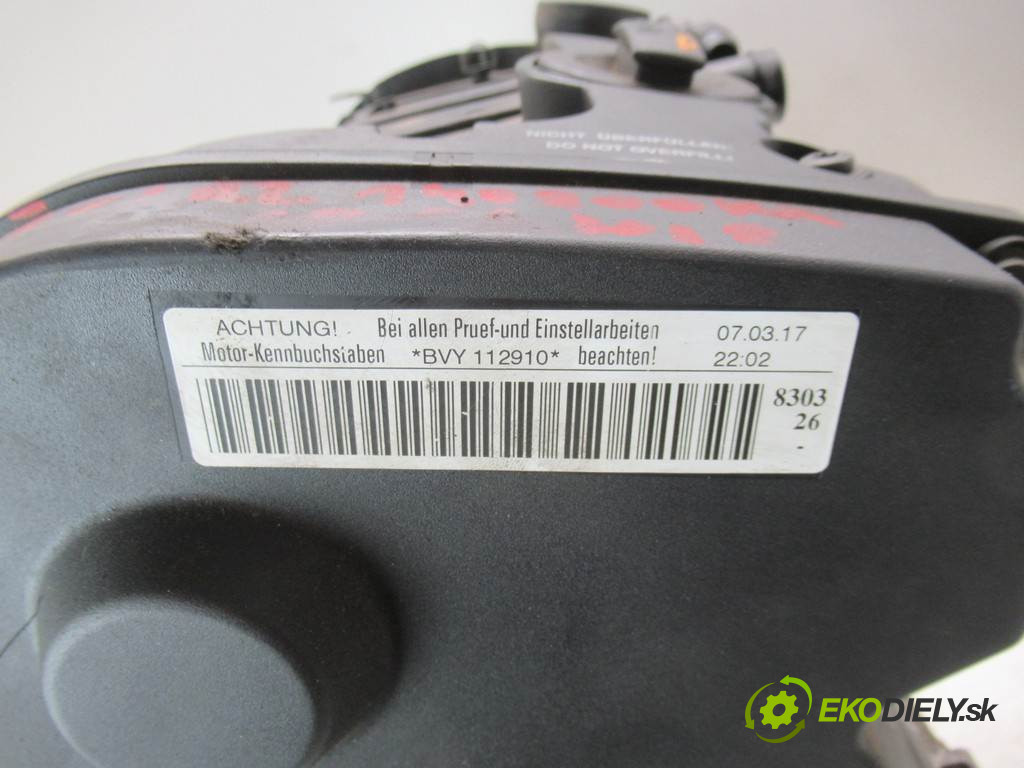 NICHT ÜBERFÜLLEN!
DO NOT OVERFILL!
ACHTUNG! Bei allen Pruef-und Einstellarbeiten 07.03.17
Motor-Kennbuchstaben *BVY 112910* beachten! 22:02
8303
26
-
EKODIELY.sk